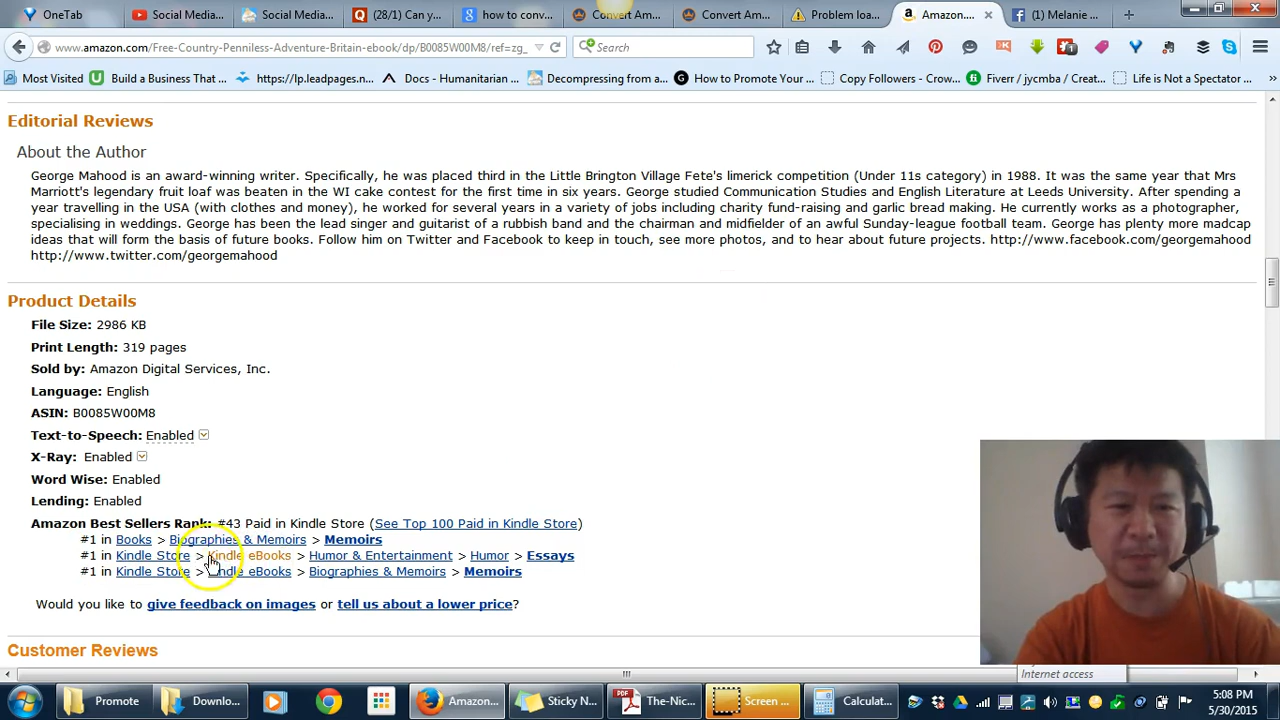 OneTab
Social Media...
Social Media...
(28/1) Can y...
how to conv...
Convert Am...
Convert Am...
Problem loa...
Amazon....
(1) Melanie ...
www.amazon.com/Free-Country-Penniless-Adventure-Britain-ebook/dp/B0085W00M8/ref=zg_
Search
Most Visited
Build a Business That ...
https://lp.leadpages.n...
Docs - Humanitarian ...
Decompressing from a...
How to Promote Your ...
Copy Followers - Crow...
Fiverr / jycmba / Creat...
Life is Not a Spectator ...
Editorial Reviews
About the Author
George Mahood is an award-winning writer. Specifically, he was placed third in the Little Brington Village Fete's limerick competition (Under 11s category) in 1988. It was the same year that Mrs
Marriott's legendary fruit loaf was beaten in the WI cake contest for the first time in six years. George studied Communication Studies and English Literature at Leeds University. After spending a
year travelling in the USA (with clothes and money), he worked for several years in a variety of jobs including charity fund-raising and garlic bread making. He currently works as a photographer,
specialising in weddings. George has been the lead singer and guitarist of a rubbish band and the chairman and midfielder of an awful Sunday-league football team. George has plenty more madcap
ideas that will form the basis of future books. Follow him on Twitter and Facebook to keep in touch, see more photos, and to hear about future projects. http://www.facebook.com/georgemahood
http://www.twitter.com/georgemahood
Product Details
File Size: 2986 KB
Print Length: 319 pages
Sold by: Amazon Digital Services, Inc.
Language: English
ASIN: B0085W00M8
Text-to-Speech: Enabled
X-Ray: Enabled
Word Wise: Enabled
Lending: Enabled
Amazon Best Sellers Rank: #43 Paid in Kindle Store (See Top 100 Paid in Kindle Store)
#1 in Books > Biographies & Memoirs > Memoirs
#1 in Kindle Store > Kindle eBooks > Humor & Entertainment > Humor > Essays
#1 in Kindle Store > Kindle eBooks > Biographies & Memoirs > Memoirs
Would you like to give feedback on images or tell us about a lower price?
Customer Reviews
Internet access
Promote
Downlo...
Amazon...
Sticky N...
The-Nic...
Screen ...
Calculat...
5:08 PM
5/30/2015